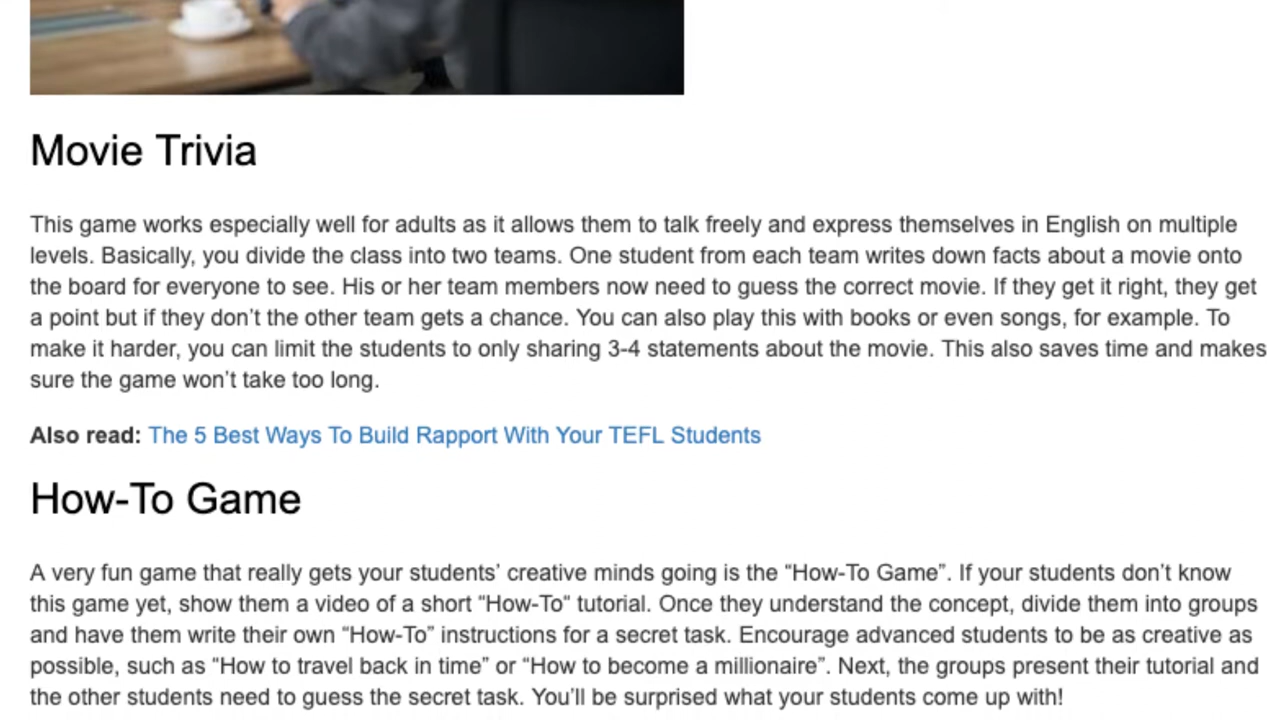 Movie Trivia
This game works especially well for adults as it allows them to talk freely and express themselves in English on multiple
levels. Basically, you divide the class into two teams. One student from each team writes down facts about a movie onto
the board for everyone to see. His or her team members now need to guess the correct movie. If they get it right, they get
a point but if they don’t the other team gets a chance. You can also play this with books or even songs, for example. To
make it harder, you can limit the students to only sharing 3-4 statements about the movie. This also saves time and makes
sure the game won’t take too long.
Also read: The 5 Best Ways To Build Rapport With Your TEFL Students
How-To Game
A very fun game that really gets your students’ creative minds going is the “How-To Game”. If your students don’t know
this game yet, show them a video of a short "How-To" tutorial. Once they understand the concept, divide them into groups
and have them write their own “How-To” instructions for a secret task. Encourage advanced students to be as creative as
possible, such as “How to travel back in time” or “How to become a millionaire”. Next, the groups present their tutorial and
the other students need to guess the secret task. You’ll be surprised what your students come up with!